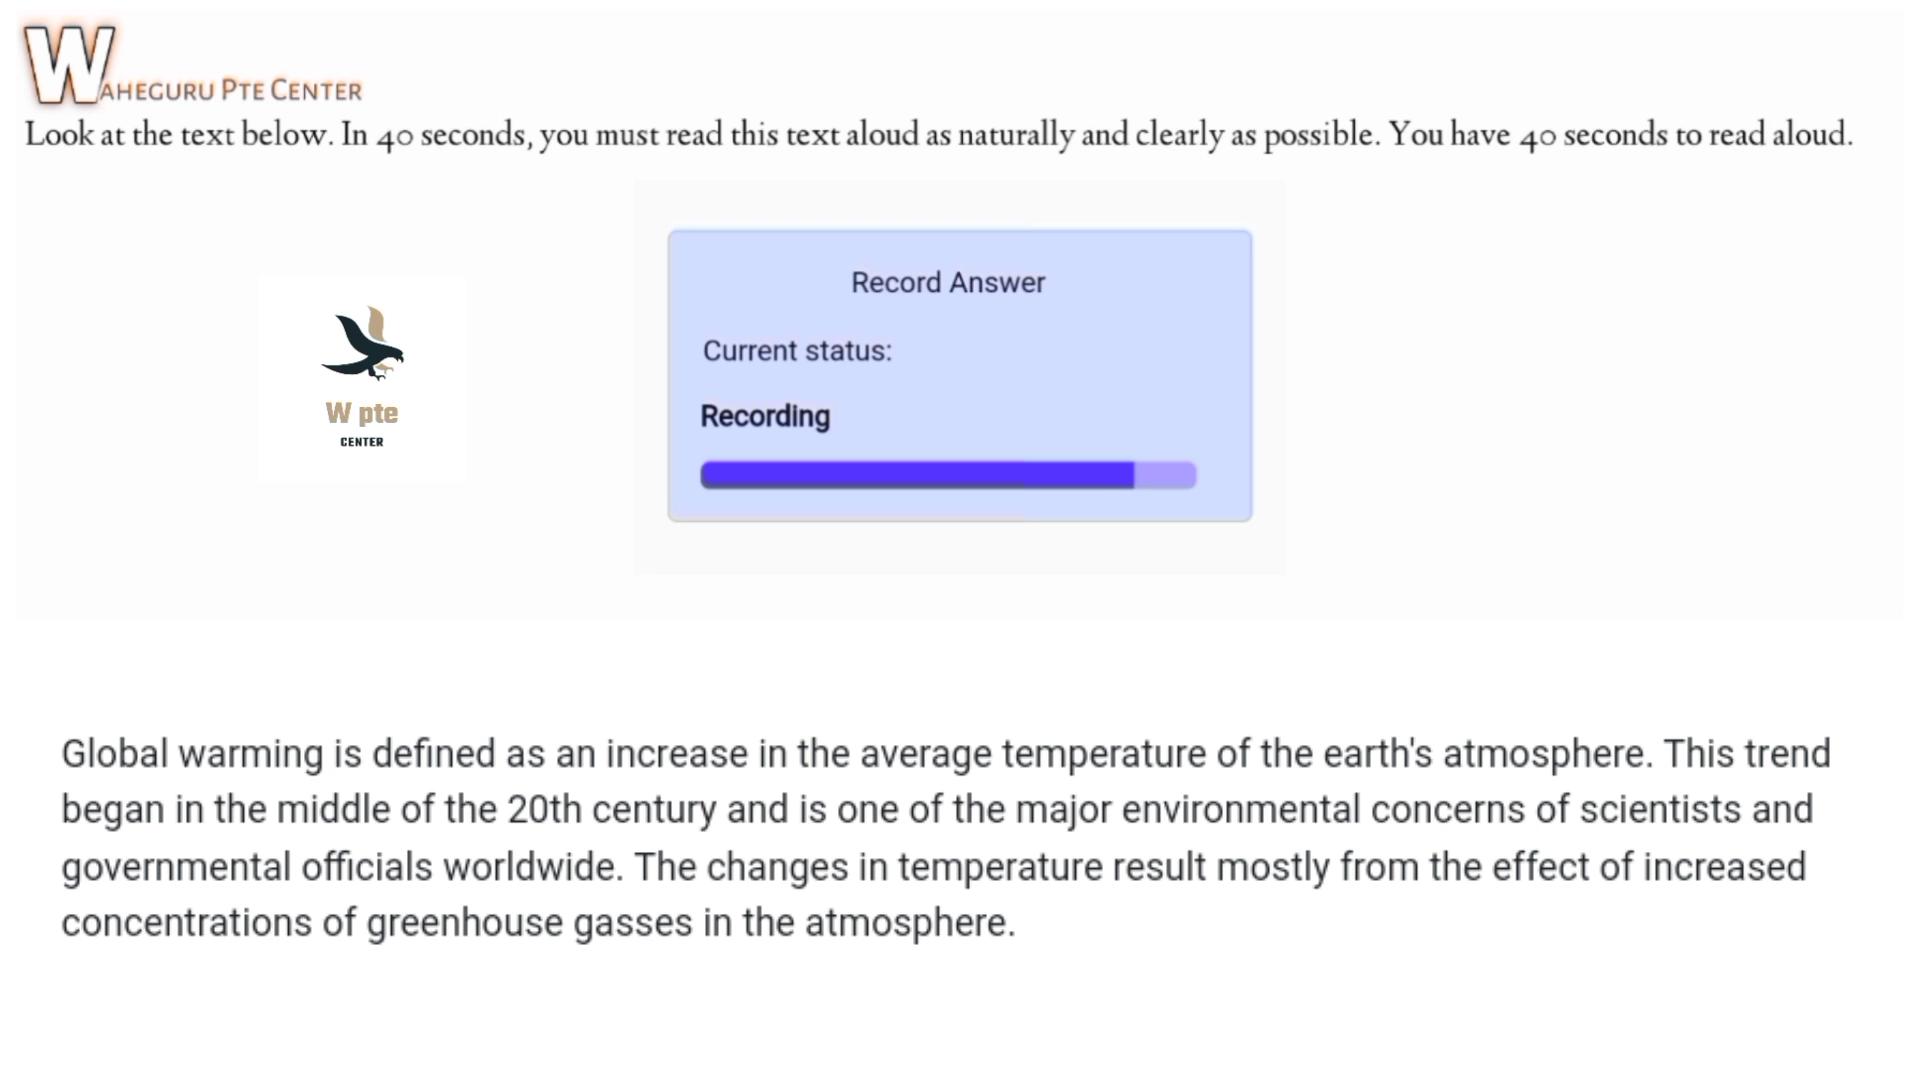 WAHEGURU PTE CENTER
Look at the text below. In 40 seconds, you must read this text aloud as naturally and clearly as possible. You have 40 seconds to read aloud.
Record Answer
Current status:
Recording
W pte
CENTER
Global warming is defined as an increase in the average temperature of the earth's atmosphere. This trend
began in the middle of the 20th century and is one of the major environmental concerns of scientists and
governmental officials worldwide. The changes in temperature result mostly from the effect of increased
concentrations of greenhouse gasses in the atmosphere.